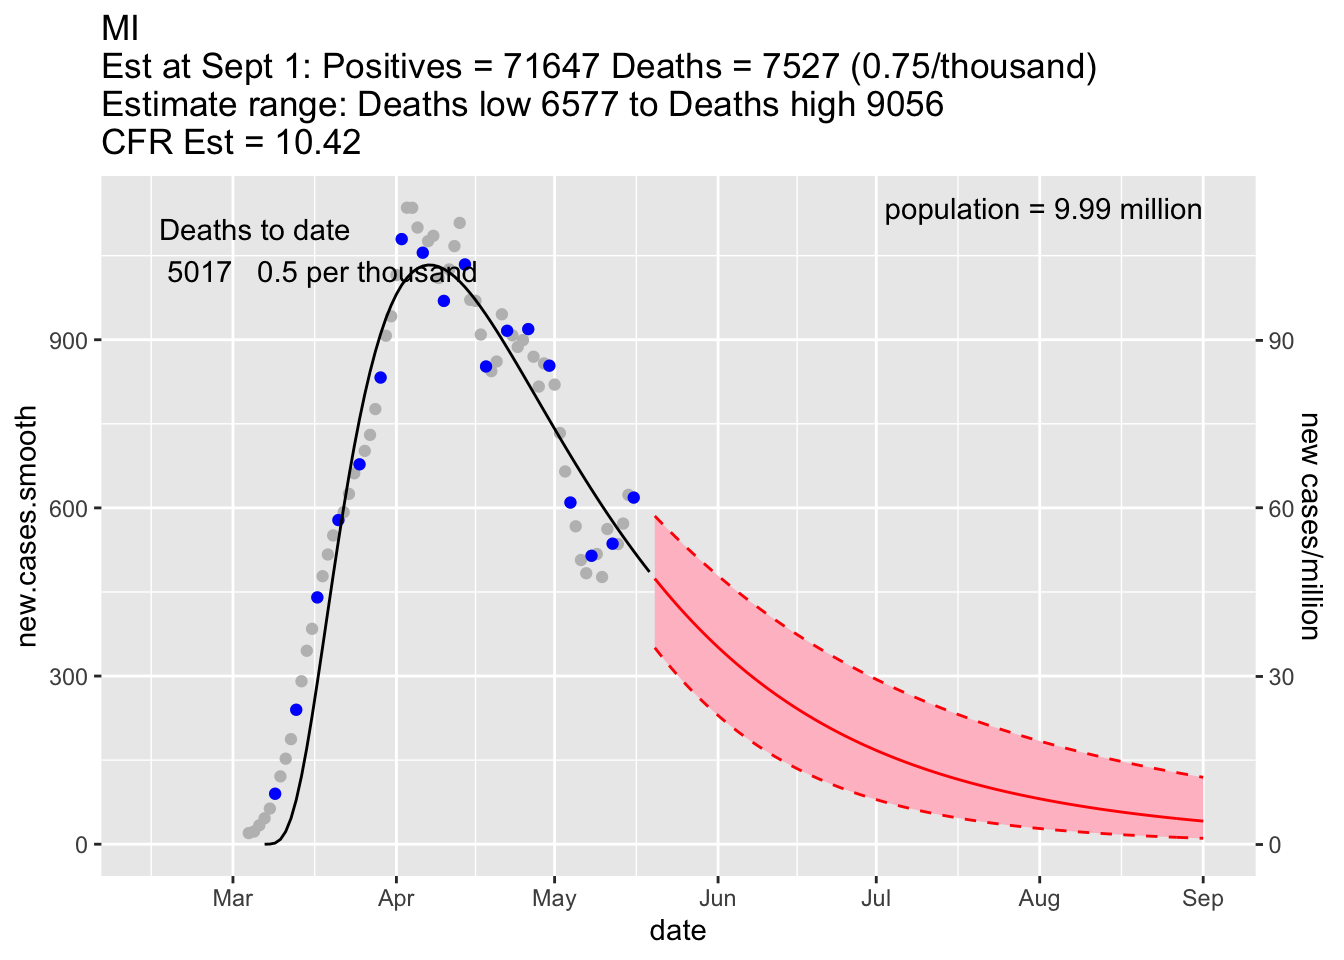 MI
Est at Sept 1: Positives = 71647 Deaths = 7527 (0.75/thousand)
Estimate range: Deaths low 6577 to Deaths high 9056
CFR Est = 10.42
population = 9.99 million
Deaths to date
5017 0.5 per thousand
new.cases.smooth
900
600
300
0
new cases/million
90
60
30
0
Mar Apr May Jun Jul Aug Sep
date